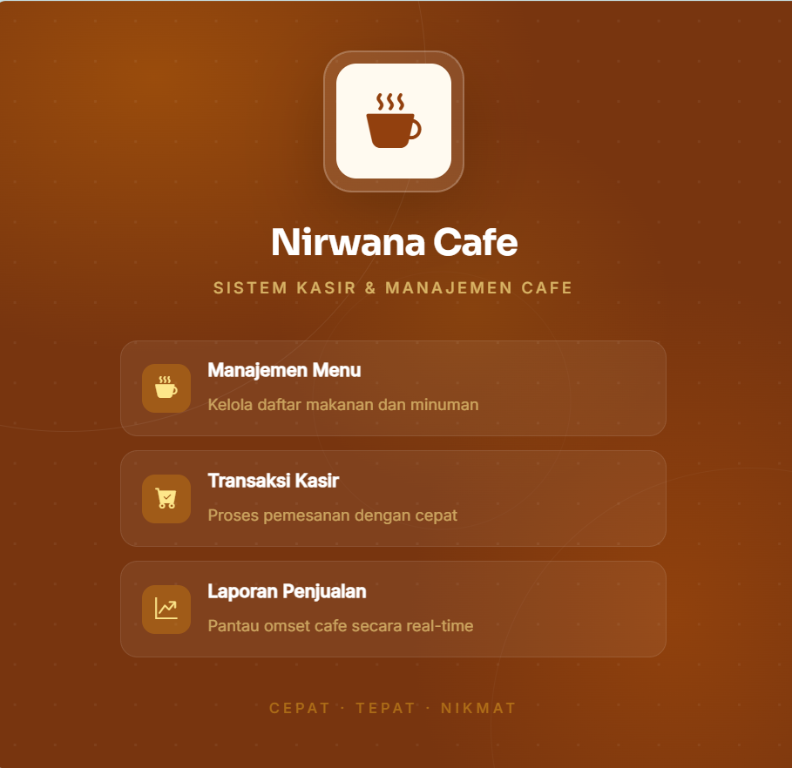 Nirwana Cafe
SISTEM KASIR & MANAJEMEN CAFE
Manajemen Menu
Kelola daftar makanan dan minuman
Transaksi Kasir
Proses pemesanan dengan cepat
Laporan Penjualan
Pantau omset cafe secara real-time
CEPAT · TEPAT · NIKMAT